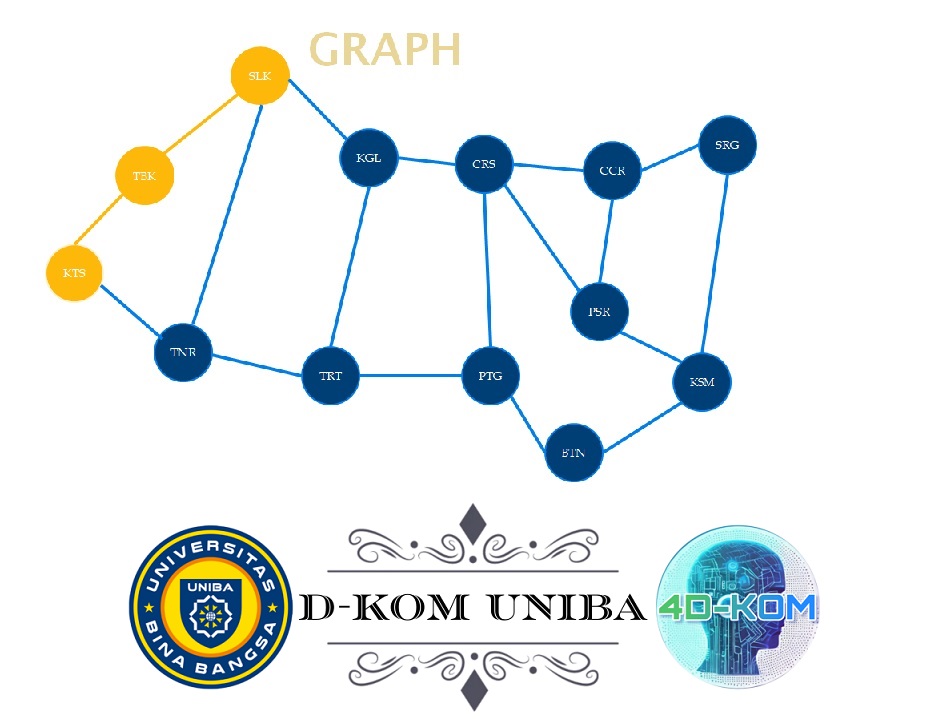 GRAPH
SLK
KGL
CRS
CCR
SRG
TBK
KTS
PSR
TNR
TRT
PTG
KSM
BTN
UNIVERSITAS
UNIBA
BINA BANGSA
D-KOM UNIBA
4D-KOM